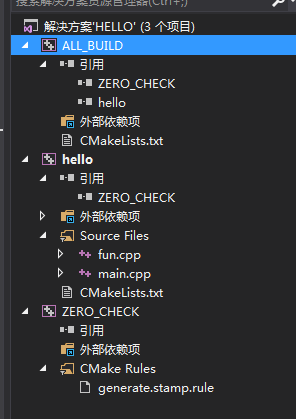 搜索解决方案资源管理器(Ctrl+;)
解决方案'HELLO' (3 个项目)
ALL_BUILD
引用
ZERO_CHECK
hello
外部依赖项
CMakeLists.txt
hello
引用
ZERO_CHECK
外部依赖项
Source Files
fun.cpp
main.cpp
CMakeLists.txt
ZERO_CHECK
引用
外部依赖项
CMake Rules
generate.stamp.rule